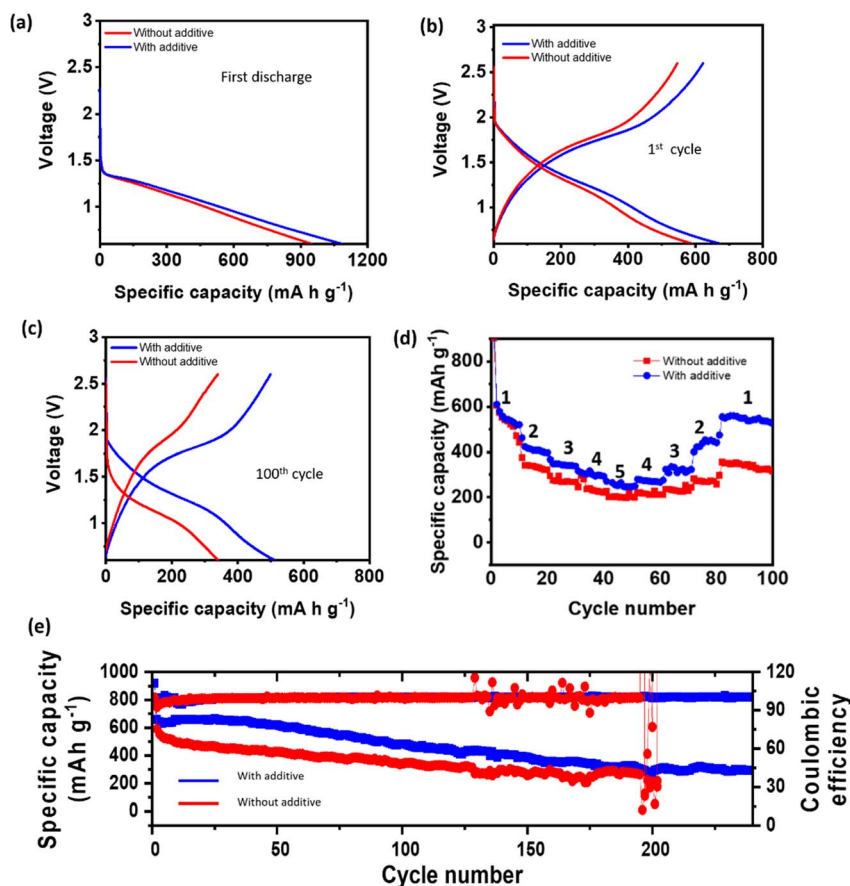 (a)
3
Without additive
With additive
First discharge
2.5
2
1.5
1
Voltage (V)
0 300 600 900 1200
Specific capacity (mA h g⁻¹)
(b)
3
With additive
Without additive
1st cycle
2.5
2
1.5
1
Voltage (V)
0 200 400 600 800
Specific capacity (mA h g⁻¹)
(c)
3
With additive
Without additive
100th cycle
2.5
2
1.5
1
Voltage (V)
0 200 400 600 800
Specific capacity (mA h g⁻¹)
(d)
Without additive
With additive
800
600
400
200
0
Specific capacity (mAh g⁻¹)
1 2 3 4 5 4 3 2 1
0 20 40 60 80 100
Cycle number
(e)
1000
800
600
400
200
0
Specific capacity
(mAh g⁻¹)
With additive
Without additive
120
90
60
30
0
Coulombic
efficiency
0 50 100 150 200
Cycle number